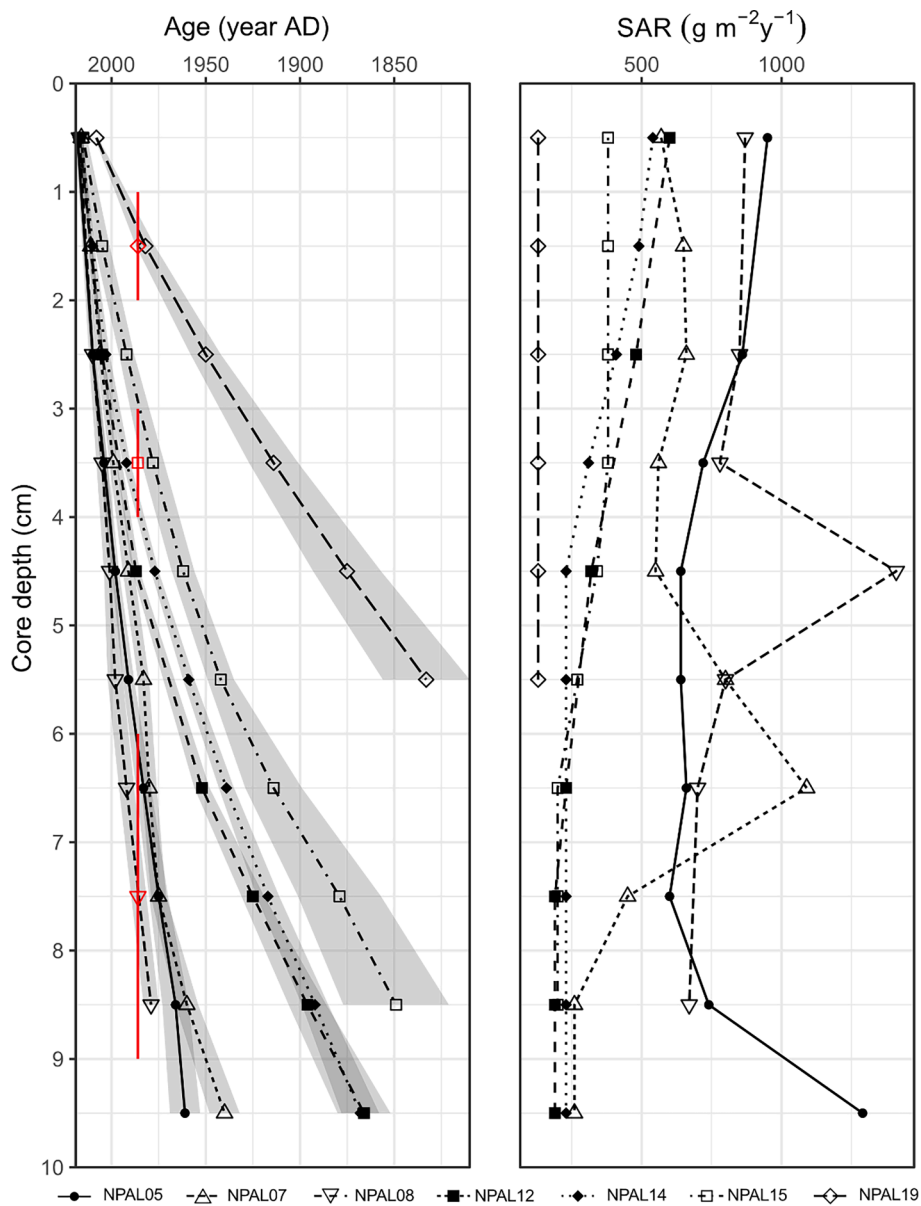 Age (year AD) SAR (g m⁻²y⁻¹)
2000 1950 1900 1850 500 1000
0
1
2
3
4
5
6
7
8
9
10
Core depth (cm)
NPAL05 NPAL07 NPAL08 NPAL12 NPAL14 NPAL15 NPAL19